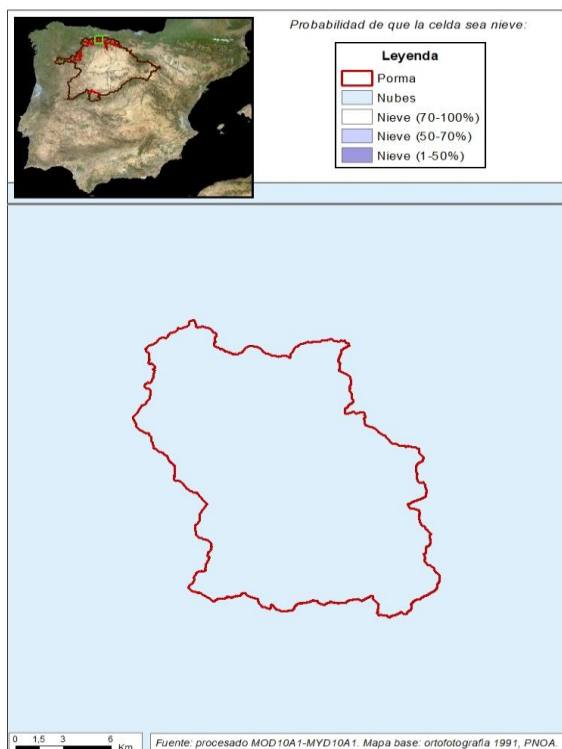 Probabilidad de que la celda sea nieve:
Leyenda
Porma
Nubes
Nieve (70-100%)
Nieve (50-70%)
Nieve (1-50%)
0 1,5 3 6
Km
Fuente: procesado MOD10A1-MYD10A1. Mapa base: ortofotografía 1991, PNOA.